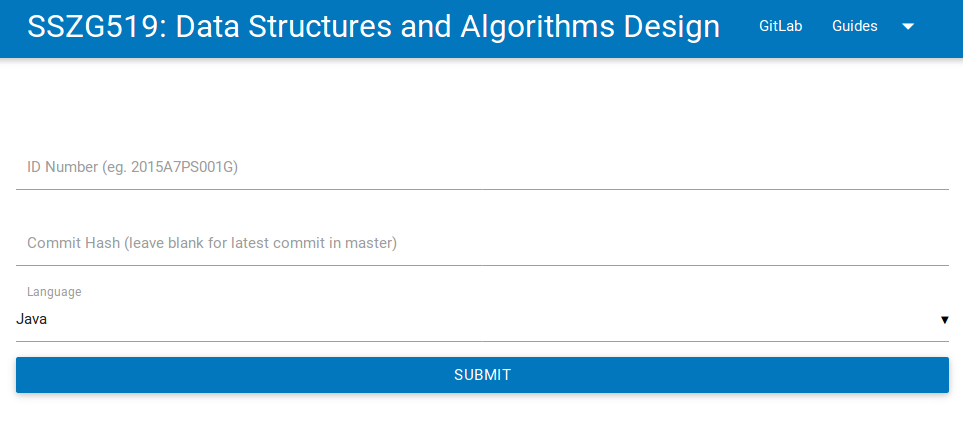 SSZG519: Data Structures and Algorithms Design GitLab Guides
ID Number (eg. 2015A7PS001G)
Commit Hash (leave blank for latest commit in master)
Language
Java
SUBMIT